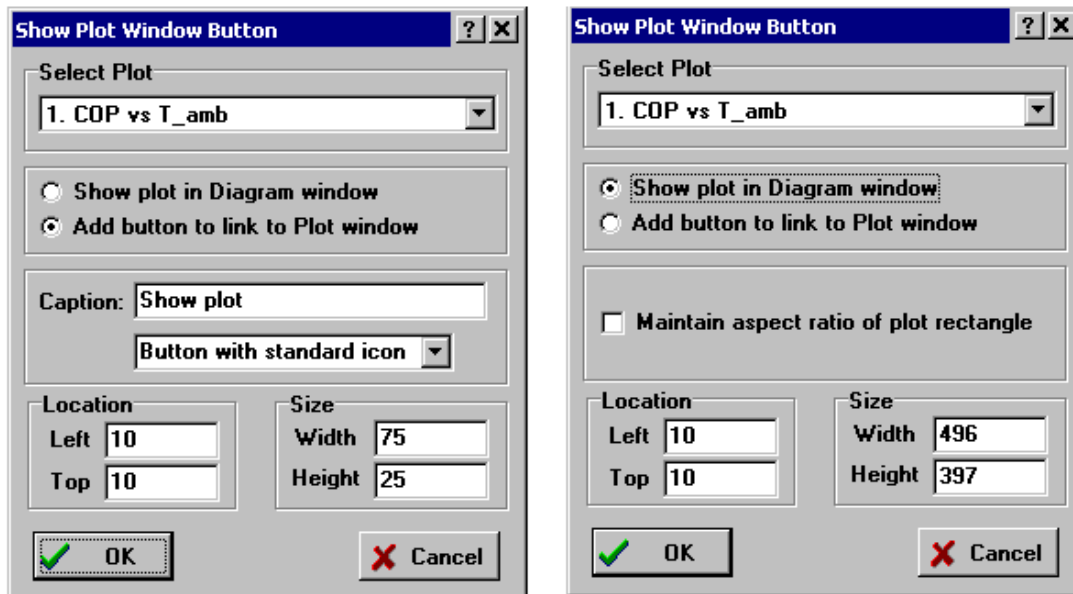 Show Plot Window Button
Select Plot
1. COP vs T_amb
Show plot in Diagram window
Add button to link to Plot window
Caption: Show plot
Button with standard icon
Location
Left 10
Top 10
Size
Width 75
Height 25
OK
Cancel
Show Plot Window Button
Select Plot
1. COP vs T_amb
Show plot in Diagram window
Add button to link to Plot window
Maintain aspect ratio of plot rectangle
Location
Left 10
Top 10
Size
Width 496
Height 397
OK
Cancel